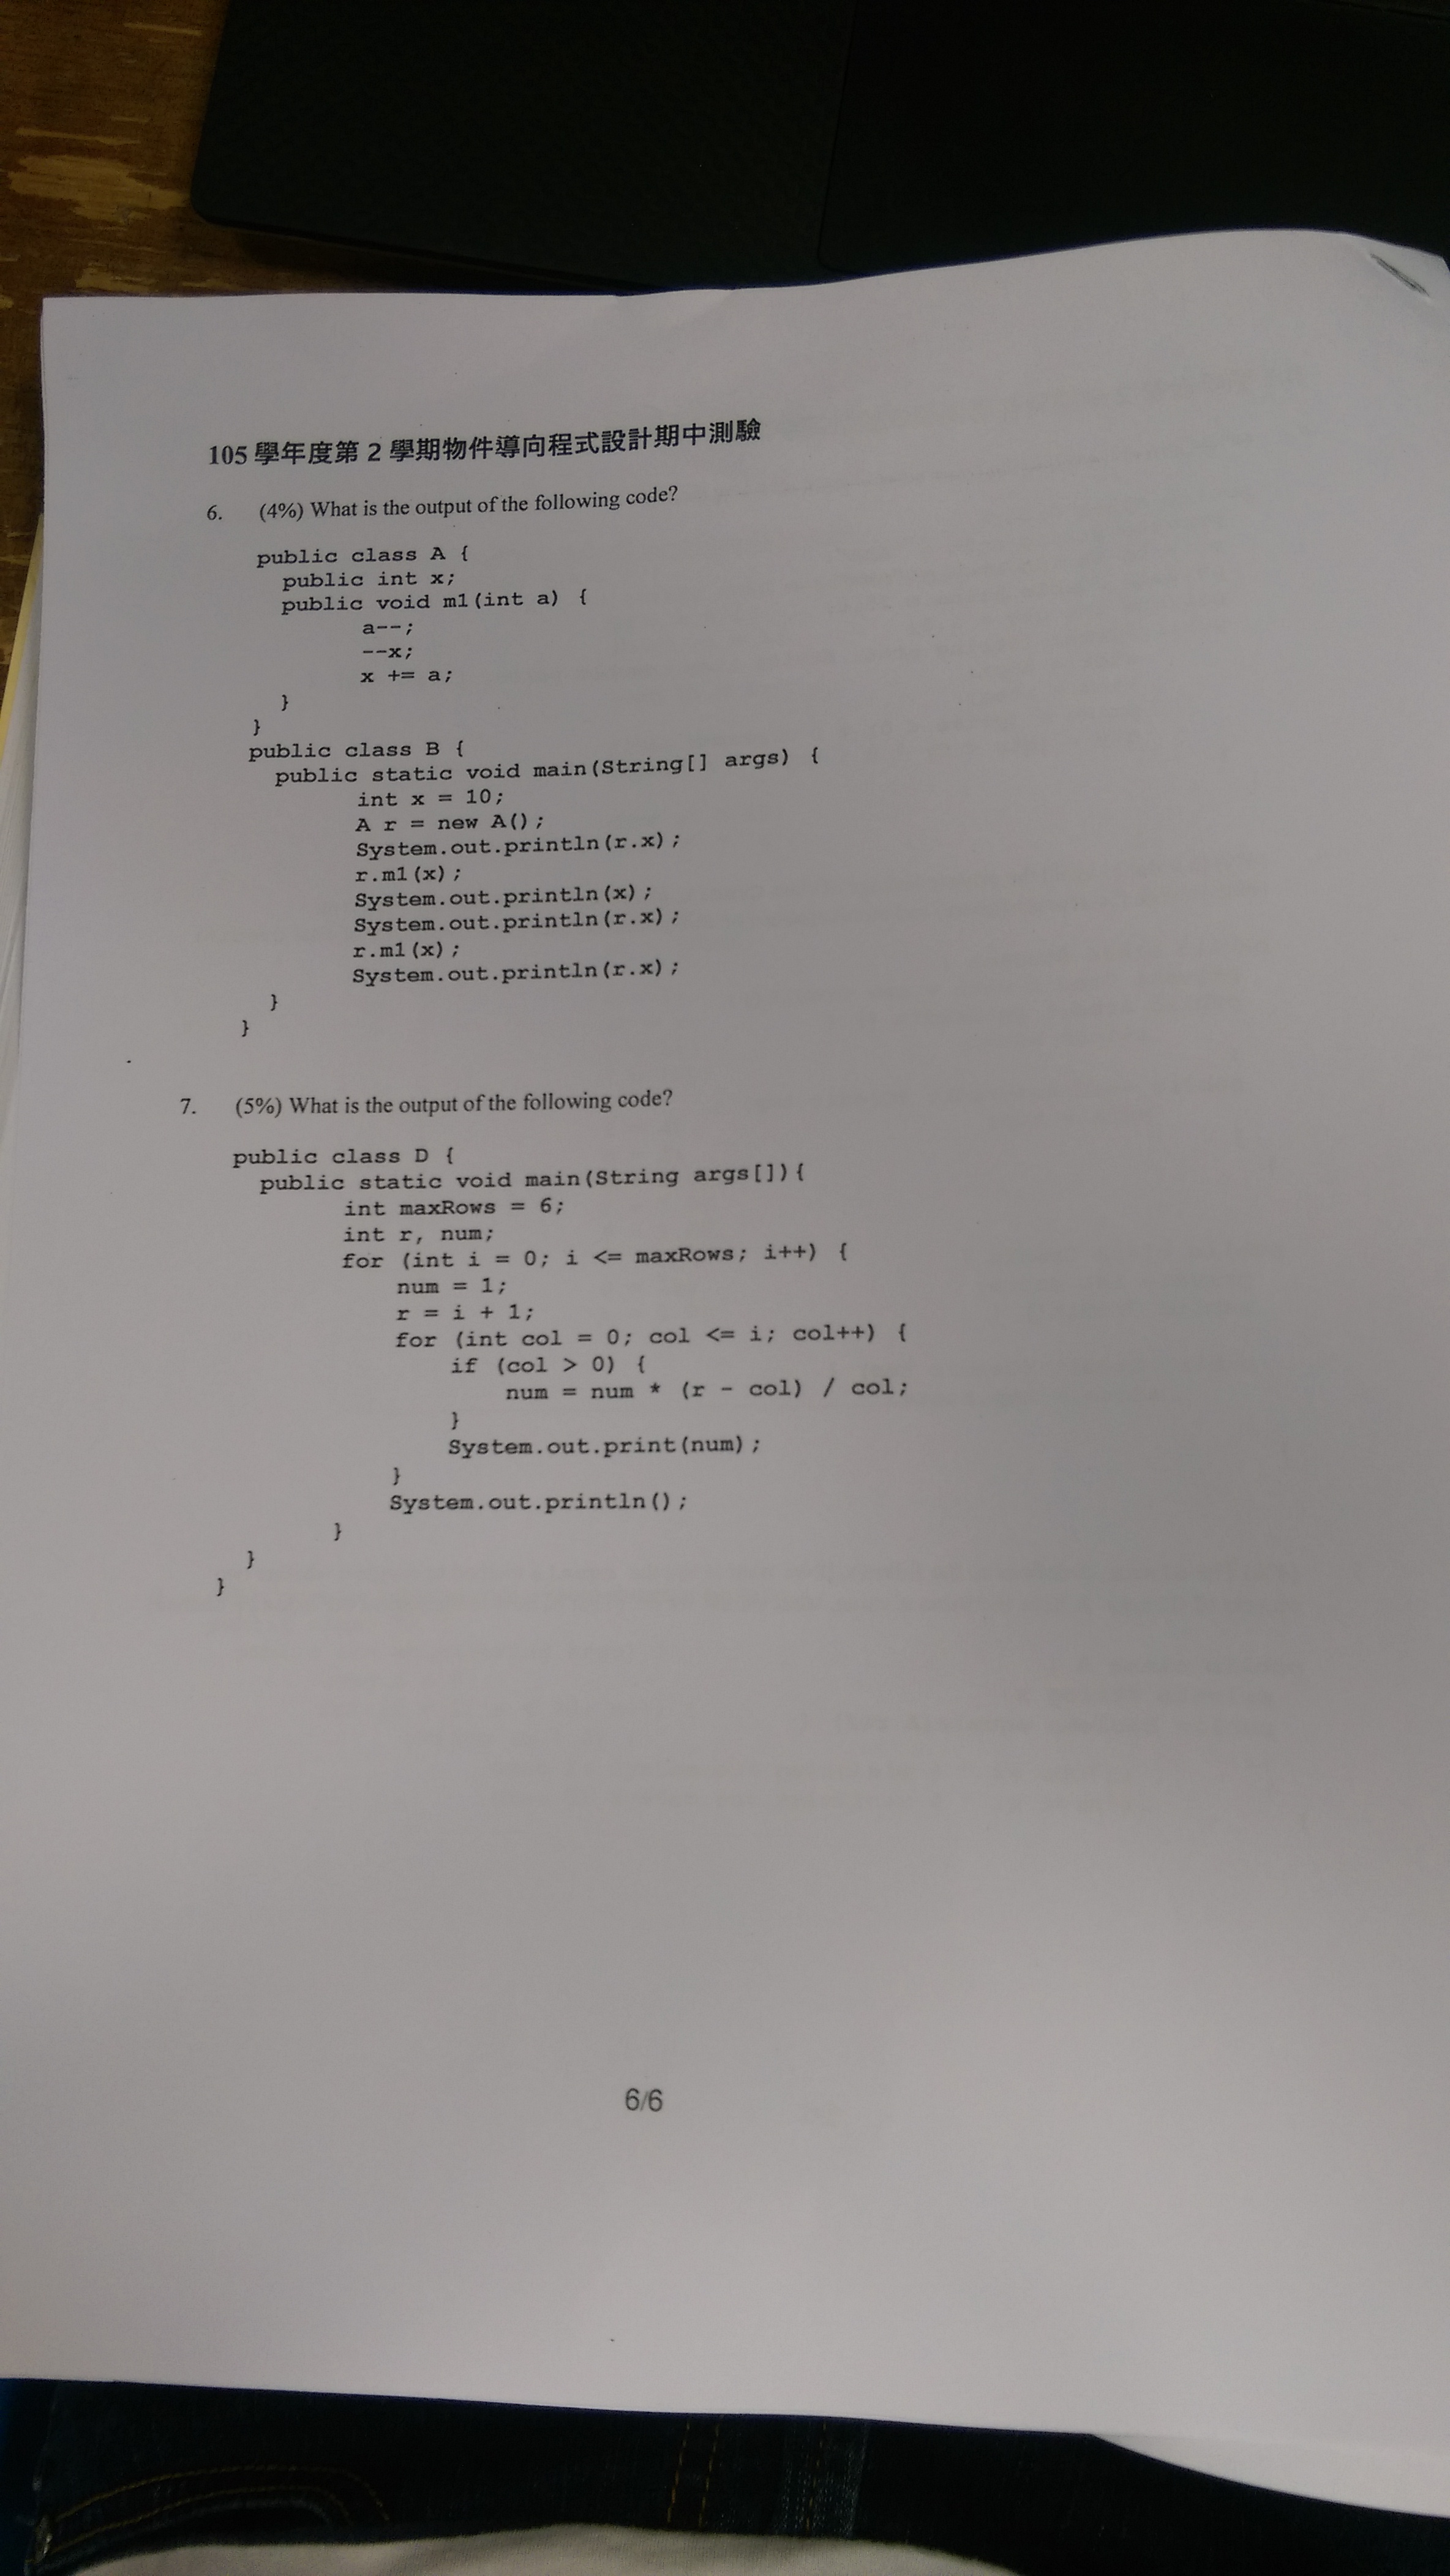 105 學年度第 2 學期物件導向程式設計期中測驗
6. (4%) What is the output of the following code?
public class A {
public int x;
public void m1(int a) {
a--;
--x;
x += a;
}
}
public class B {
public static void main(String[] args) {
int x = 10;
A r = new A();
System.out.println(r.x);
r.m1(x);
System.out.println(x);
System.out.println(r.x);
r.m1(x);
System.out.println(r.x);
}
}
7. (5%) What is the output of the following code?
public class D {
public static void main(String args[]){
int maxRows = 6;
int r, num;
for (int i = 0; i <= maxRows; i++) {
num = 1;
r = i + 1;
for (int col = 0; col <= i; col++) {
if (col > 0) {
num = num * (r - col) / col;
}
System.out.print(num);
}
System.out.println();
}
}
}
6/6